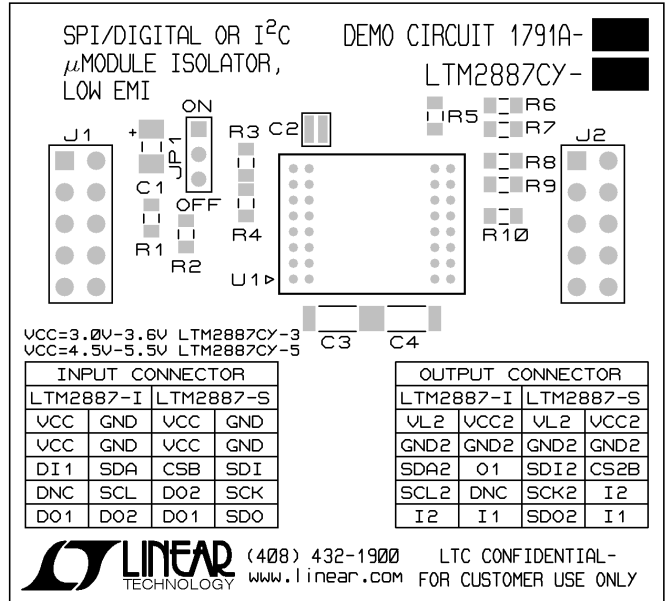 SPI/DIGITAL OR I²C
µMODULE ISOLATOR,
LOW EMI
DEMO CIRCUIT 1791A-
LTM2887CY-
J1
+
C1
ON
JP1
OFF
R1
R2
R3
R4
C2
U1
R5
R6
R7
R8
R9
R10
J2
C3
C4
VCC=3.0V-3.6V LTM2887CY-3
VCC=4.5V-5.5V LTM2887CY-5
INPUT CONNECTOR
LTM2887-I LTM2887-S
VCC GND VCC GND
VCC GND VCC GND
DI1 SDA CSB SDI
DNC SCL DO2 SCK
DO1 DO2 DO1 SDO
OUTPUT CONNECTOR
LTM2887-I LTM2887-S
VL2 VCC2 VL2 VCC2
GND2 GND2 GND2 GND2
SDA2 O1 SDI2 CS2B
SCL2 DNC SCK2 I2
I2 I1 SDO2 I1
LINEAR
TECHNOLOGY
(408) 432-1900
www.linear.com
LTC CONFIDENTIAL-
FOR CUSTOMER USE ONLY